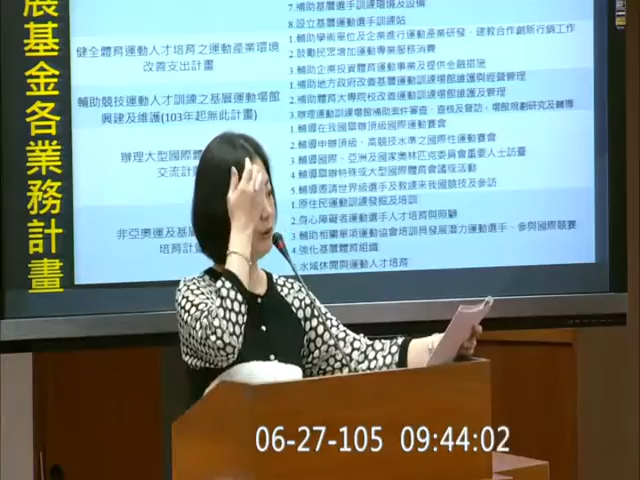 展基金各業務計畫
7.補助基層選手訓練環境及設備
8.設立基層運動選手訓練站
健全體育運動人才培育之運動產業環境
改善支出計畫
1.輔助學術單位及企業進行運動產業研發、建教合作創新行銷工作
2.鼓勵民眾增加運動專業服務消費
3.輔助企業投資體育運動事業及提供金融措施
輔助競技運動人才訓練之基層運動場館
興建及維護(103年起無此計畫)
1.補助地方政府改善基層運動訓練場館維護與經營管理
2.補助體育大專院校改善運動訓練場館維護及管理
3.辦理運動訓練場館補助案件審查、查核及督訪、場館規劃研究及輔導
辦理大型國際
交流計
1.輔導在我國舉辦頂級國際運動賽會
2.輔導申辦頂級、高競技水準之國際性運動賽會
3.輔導國際、亞洲及國家奧林匹克委員會重要人士訪臺
4.輔導舉辦特殊或大型國際體育會議或活動
5.輔導邀請世界級選手及教練來我國競技及參訪
非亞奧運及基
培育計
1.原住民運動訓練發掘及培訓
2.身心障礙者運動選手人才培育與照顧
3.輔助相關單項運動協會培訓具發展潛力運動選手、參與國際競賽
4.強化基層體育組織
5.水域休閒與運動人才培育
06-27-105 09:44:02